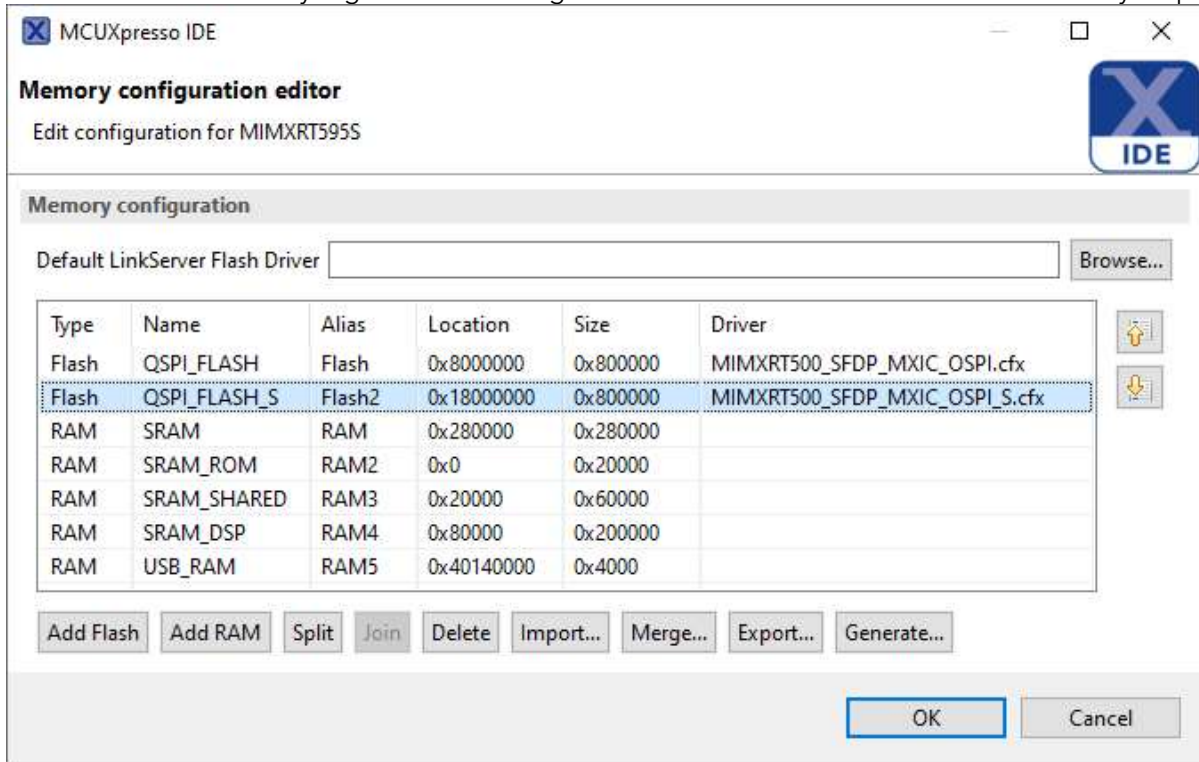 MCUXpresso IDE
Memory configuration editor
Edit configuration for MIMXRT595S
IDE
Memory configuration
Default LinkServer Flash Driver Browse...
Type Name Alias Location Size Driver
Flash QSPI_FLASH Flash 0x8000000 0x800000 MIMXRT500_SFDP_MXIC_OSPI.cfx
Flash QSPI_FLASH_S Flash2 0x18000000 0x800000 MIMXRT500_SFDP_MXIC_OSPI_S.cfx
RAM SRAM RAM 0x280000 0x280000
RAM SRAM_ROM RAM2 0x0 0x20000
RAM SRAM_SHARED RAM3 0x20000 0x60000
RAM SRAM_DSP RAM4 0x80000 0x200000
RAM USB_RAM RAM5 0x40140000 0x4000
Add Flash Add RAM Split Join Delete Import... Merge... Export... Generate...
OK Cancel